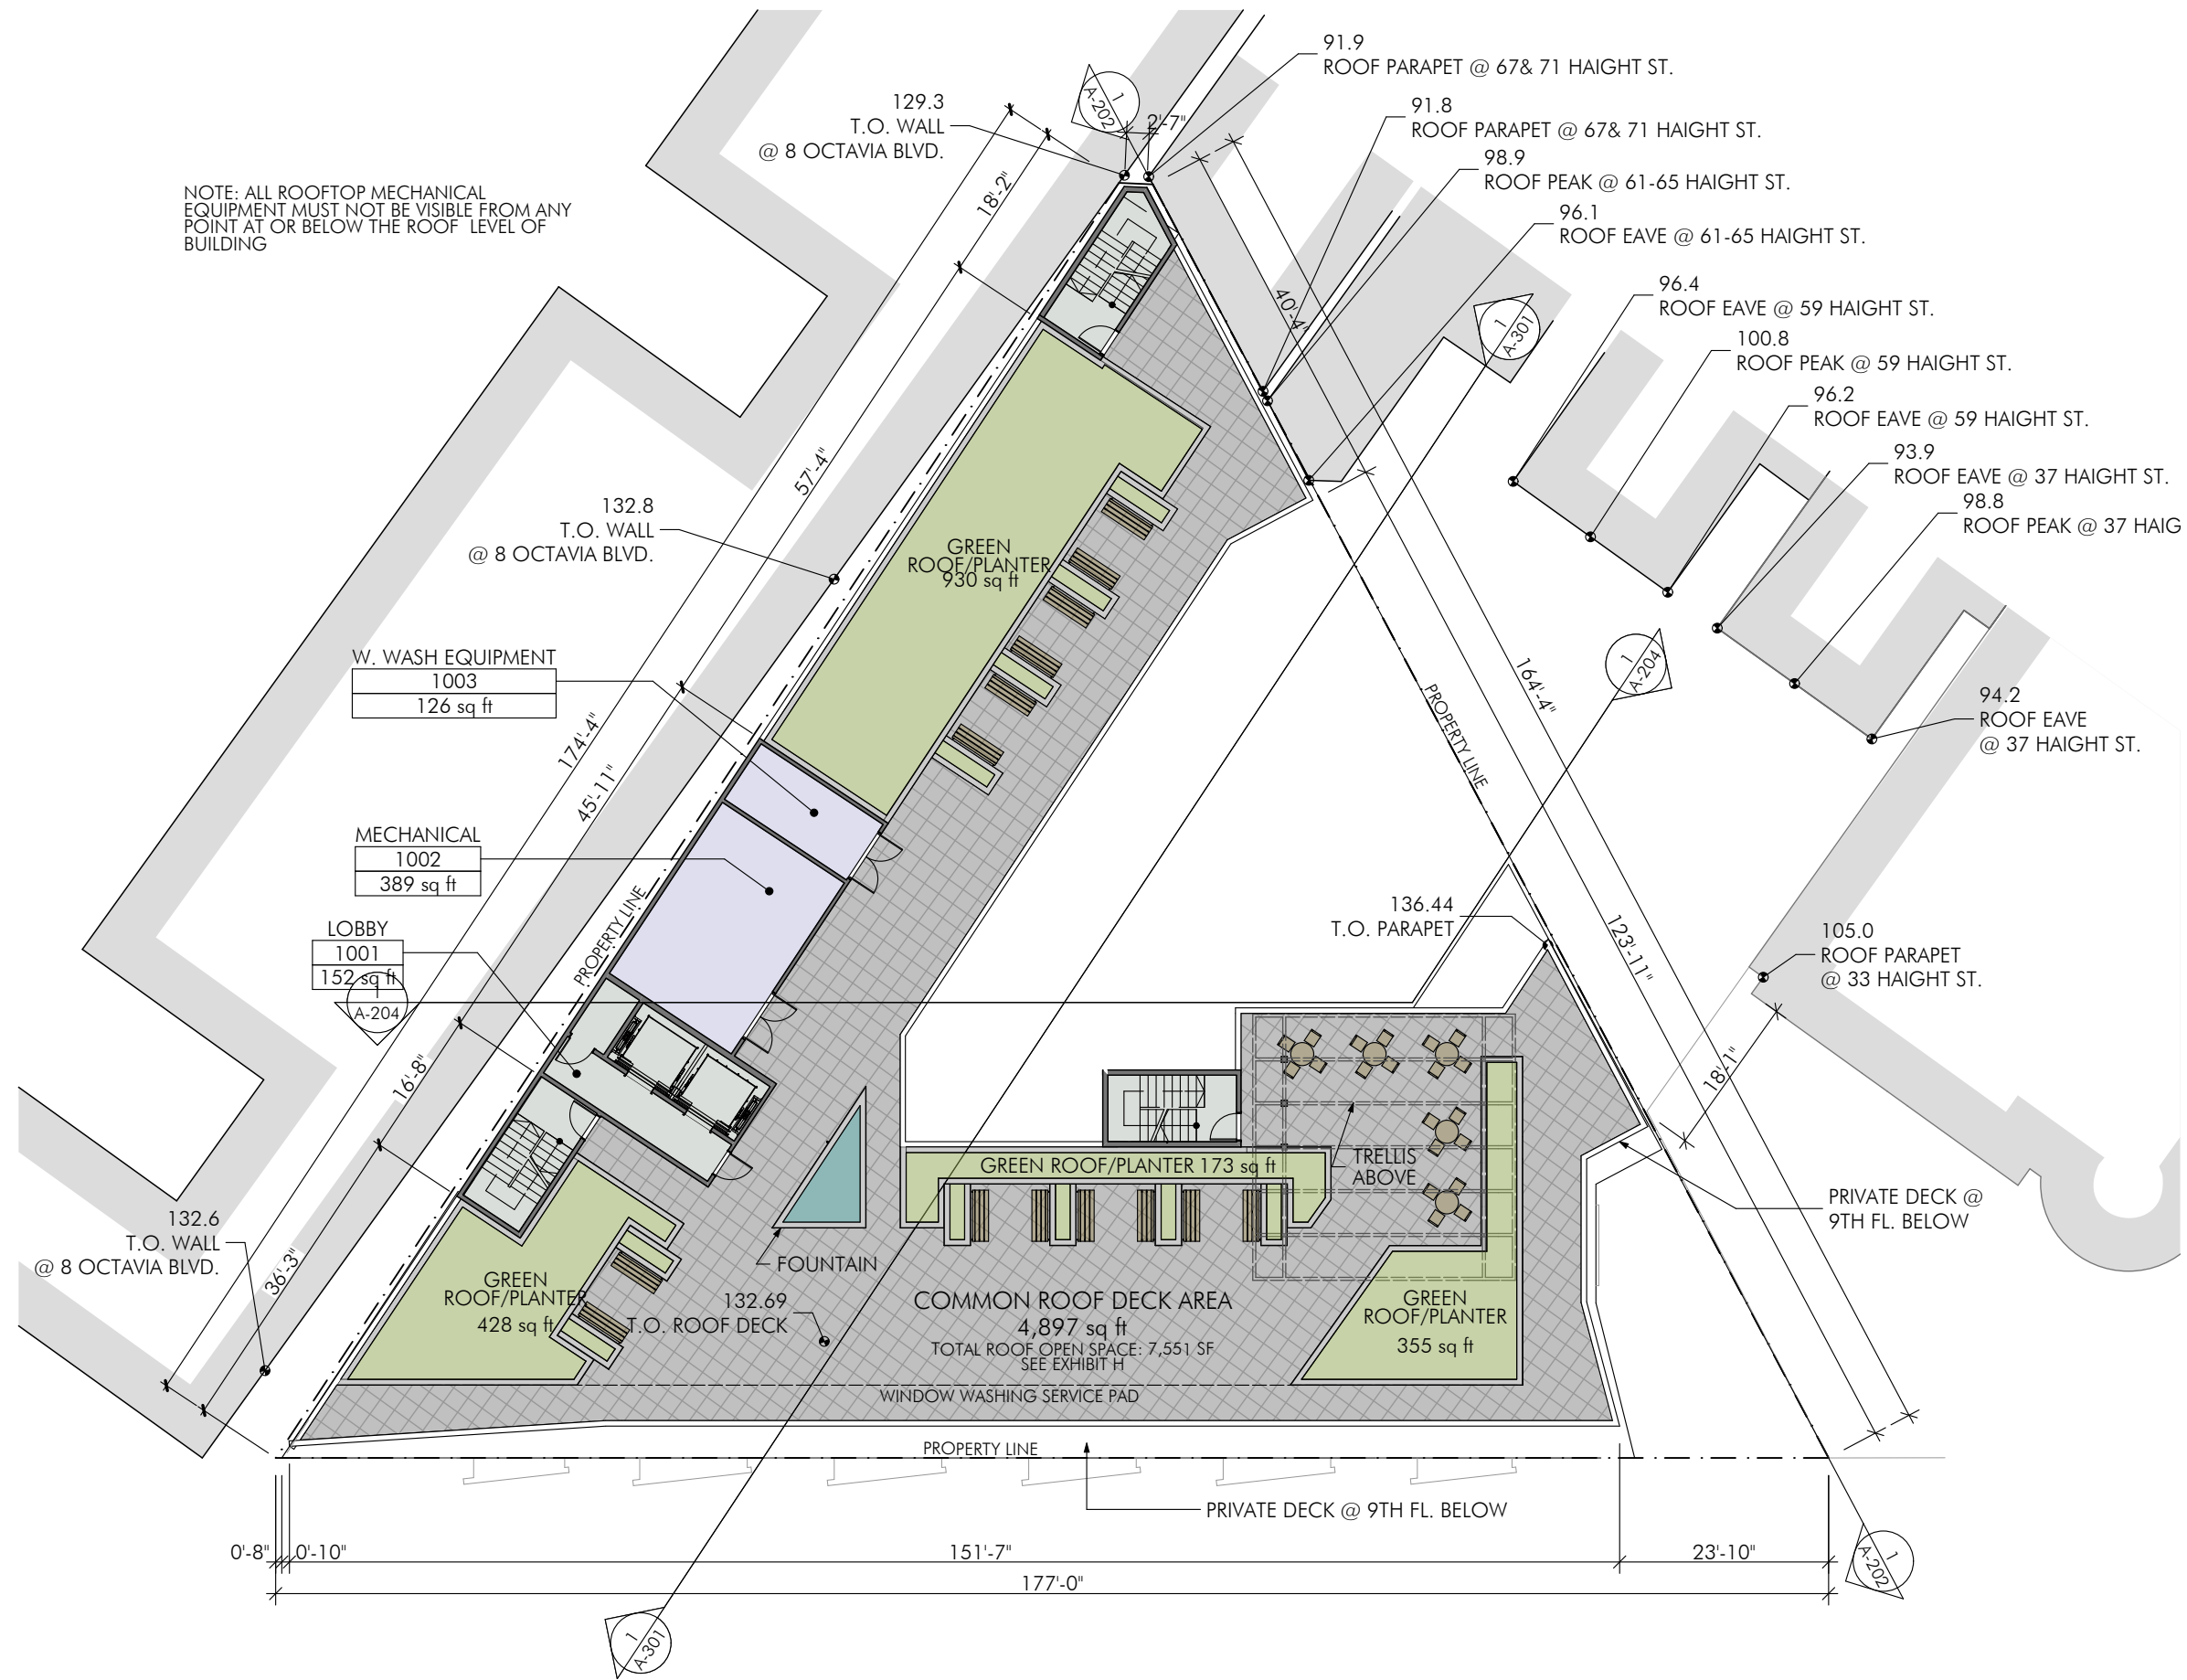 91.9
ROOF PARAPET @ 67& 71 HAIGHT ST.
1
A-202
2'-7"
129.3
T.O. WALL
@ 8 OCTAVIA BLVD.
91.8
ROOF PARAPET @ 67& 71 HAIGHT ST.
98.9
ROOF PEAK @ 61-65 HAIGHT ST.
NOTE: ALL ROOFTOP MECHANICAL
EQUIPMENT MUST NOT BE VISIBLE FROM ANY
POINT AT OR BELOW THE ROOF LEVEL OF
BUILDING
18'-2"
96.1
ROOF EAVE @ 61-65 HAIGHT ST.
96.4
ROOF EAVE @ 59 HAIGHT ST.
40'-4"
1
A-301
100.8
ROOF PEAK @ 59 HAIGHT ST.
96.2
ROOF EAVE @ 59 HAIGHT ST.
93.9
ROOF EAVE @ 37 HAIGHT ST.
57'-4"
98.8
ROOF PEAK @ 37 HAIG
132.8
T.O. WALL
@ 8 OCTAVIA BLVD.
GREEN
ROOF/PLANTER
930 sq ft
W. WASH EQUIPMENT
1003
126 sq ft
1
A-204
164'-4"
PROPERTY LINE
94.2
ROOF EAVE
@ 37 HAIGHT ST.
174'-4"
45'-11"
MECHANICAL
1002
389 sq ft
PROPERTY LINE
136.44
T.O. PARAPET
123'-11"
105.0
ROOF PARAPET
@ 33 HAIGHT ST.
LOBBY
1001
152 sq ft
1
A-204
16'-8"
18'-1"
GREEN ROOF/PLANTER 173 sq ft
TRELLIS
ABOVE
PRIVATE DECK @
9TH FL. BELOW
132.6
T.O. WALL
@ 8 OCTAVIA BLVD.
36'-3"
FOUNTAIN
GREEN
ROOF/PLANTER
428 sq ft
132.69
T.O. ROOF DECK
COMMON ROOF DECK AREA
4,897 sq ft
TOTAL ROOF OPEN SPACE: 7,551 SF
SEE EXHIBIT H
GREEN
ROOF/PLANTER
355 sq ft
WINDOW WASHING SERVICE PAD
PROPERTY LINE
PRIVATE DECK @ 9TH FL. BELOW
0'-8"
0'-10"
151'-7"
23'-10"
1
A-202
177'-0"
1
A-301